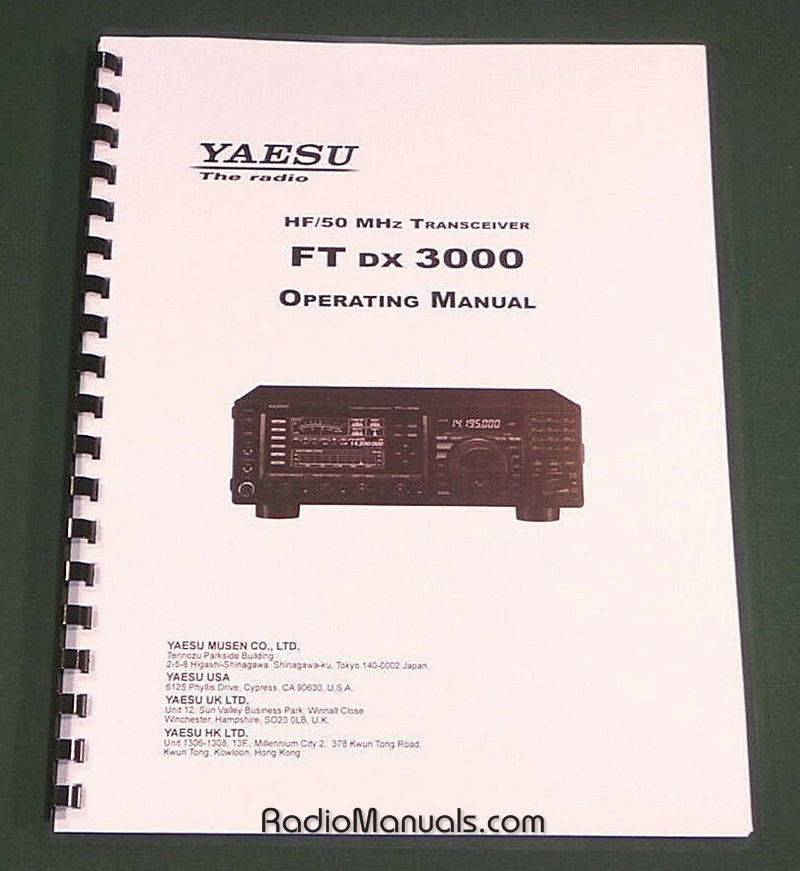 YAESU
The radio
HF/50 MHz TRANSCEIVER
FT DX 3000
OPERATING MANUAL
YAESU
14.195.000
14.200.000
YAESU MUSEN CO., LTD.
Tennozu Parkside Building
2-5-8 Higashi-Shinagawa, Shinagawa-ku, Tokyo 140-0002 Japan
YAESU USA
6125 Phyllis Drive, Cypress, CA 90630, U.S.A.
YAESU UK LTD.
Unit 12, Sun Valley Business Park, Winnall Close
Winchester, Hampshire, SO23 0LB, U.K.
YAESU HK LTD.
Unit 1306-1308, 13F., Millennium City 2, 378 Kwun Tong Road,
Kwun Tong, Kowloon, Hong Kong
RadioManuals.com